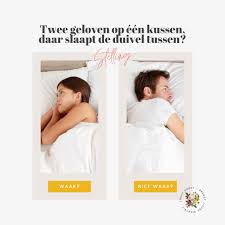 Twee geloven op één kussen,
daar slaapt de duivel tussen?
Stelling
WAAR?
NIET WAAR?